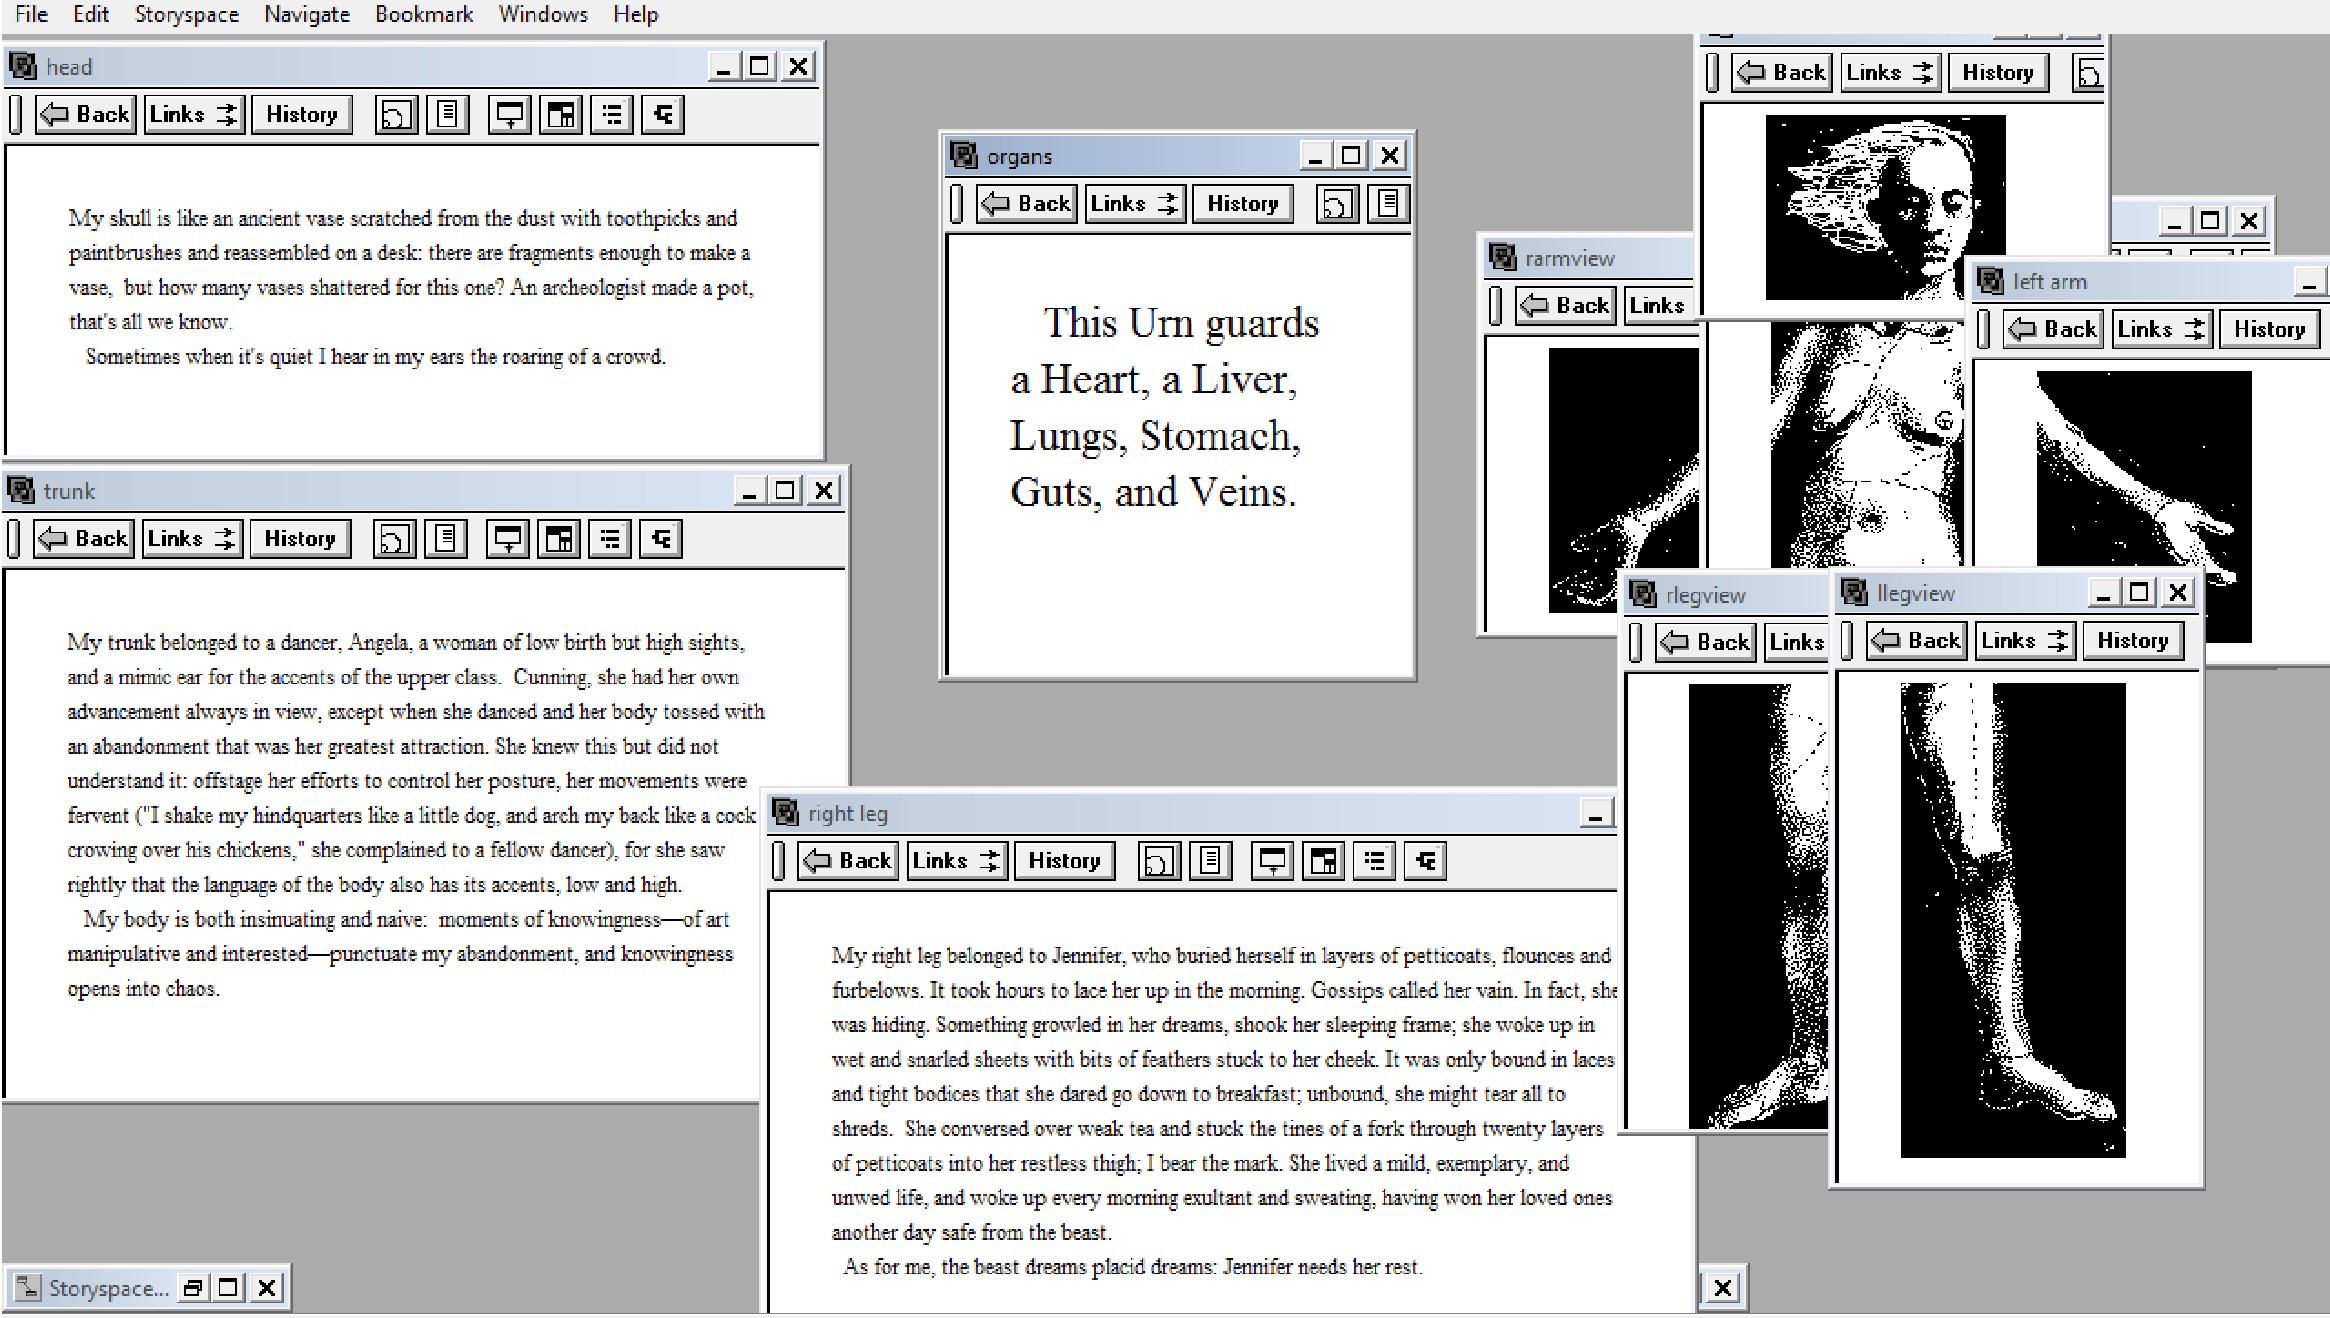 File Edit Storyspace Navigate Bookmark Windows Help
head
Back Links History
My skull is like an ancient vase scratched from the dust with toothpicks and
paintbrushes and reassembled on a desk: there are fragments enough to make a
vase,  but how many vases shattered for this one? An archeologist made a pot,
that's all we know.
Sometimes when it's quiet I hear in my ears the roaring of a crowd.
trunk
Back Links History
My trunk belonged to a dancer, Angela, a woman of low birth but high sights,
and a mimic ear for the accents of the upper class.  Cunning, she had her own
advancement always in view, except when she danced and her body tossed with
an abandonment that was her greatest attraction. She knew this but did not
understand it: offstage her efforts to control her posture, her movements were
fervent ("I shake my hindquarters like a little dog, and arch my back like a cock
crowing over his chickens," she complained to a fellow dancer), for she saw
rightly that the language of the body also has its accents, low and high.
My body is both insinuating and naive:  moments of knowingness—of art
manipulative and interested—punctuate my abandonment, and knowingness
opens into chaos.
Storyspace...
organs
Back Links History
This Urn guards
a Heart, a Liver,
Lungs, Stomach,
Guts, and Veins.
right leg
Back Links History
My right leg belonged to Jennifer, who buried herself in layers of petticoats, flounces and
furbelows. It took hours to lace her up in the morning. Gossips called her vain. In fact, she
was hiding. Something growled in her dreams, shook her sleeping frame; she woke up in
wet and snarled sheets with bits of feathers stuck to her cheek. It was only bound in laces
and tight bodices that she dared go down to breakfast; unbound, she might tear all to
shreds.  She conversed over weak tea and stuck the tines of a fork through twenty layers
of petticoats into her restless thigh; I bear the mark. She lived a mild, exemplary, and
unwed life, and woke up every morning exultant and sweating, having won her loved ones
another day safe from the beast.
As for me, the beast dreams placid dreams: Jennifer needs her rest.
Back Links History
rarmview
Back Links
left arm
Back Links History
rlegview
Back Links
llegview
Back Links History